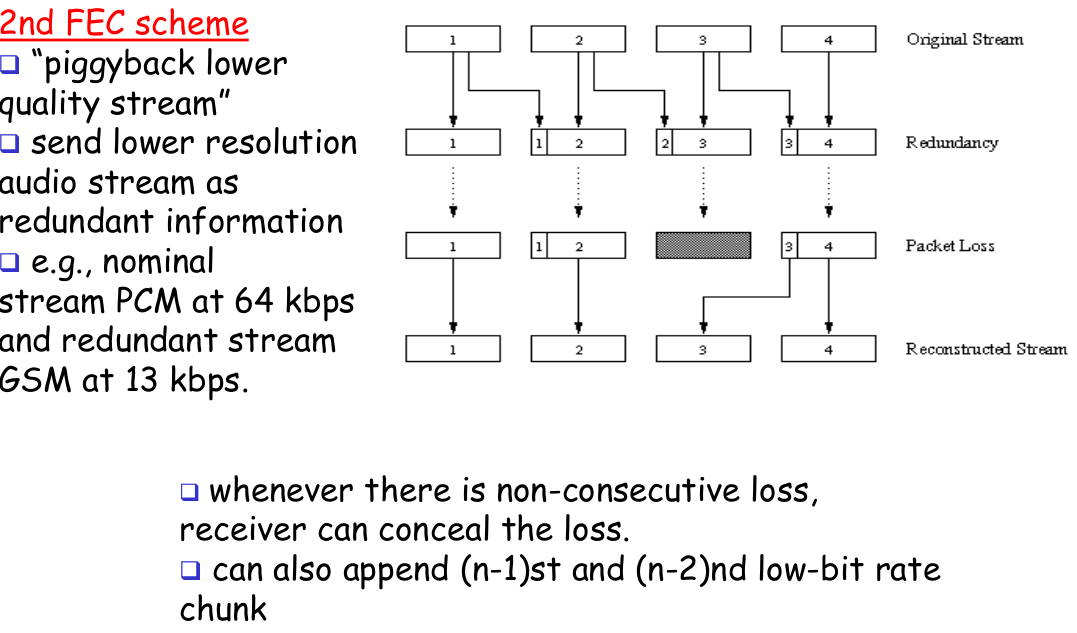 2nd FEC scheme
❑ “piggyback lower
quality stream”
❑ send lower resolution
audio stream as
redundant information
❑ e.g., nominal
stream PCM at 64 kbps
and redundant stream
GSM at 13 kbps.
1 2 3 4 Original Stream
1 1 2 2 3 3 4 Redundancy
1 1 2 3 4 Packet Loss
1 2 3 4 Reconstructed Stream
❑ whenever there is non-consecutive loss,
receiver can conceal the loss.
❑ can also append (n-1)st and (n-2)nd low-bit rate
chunk